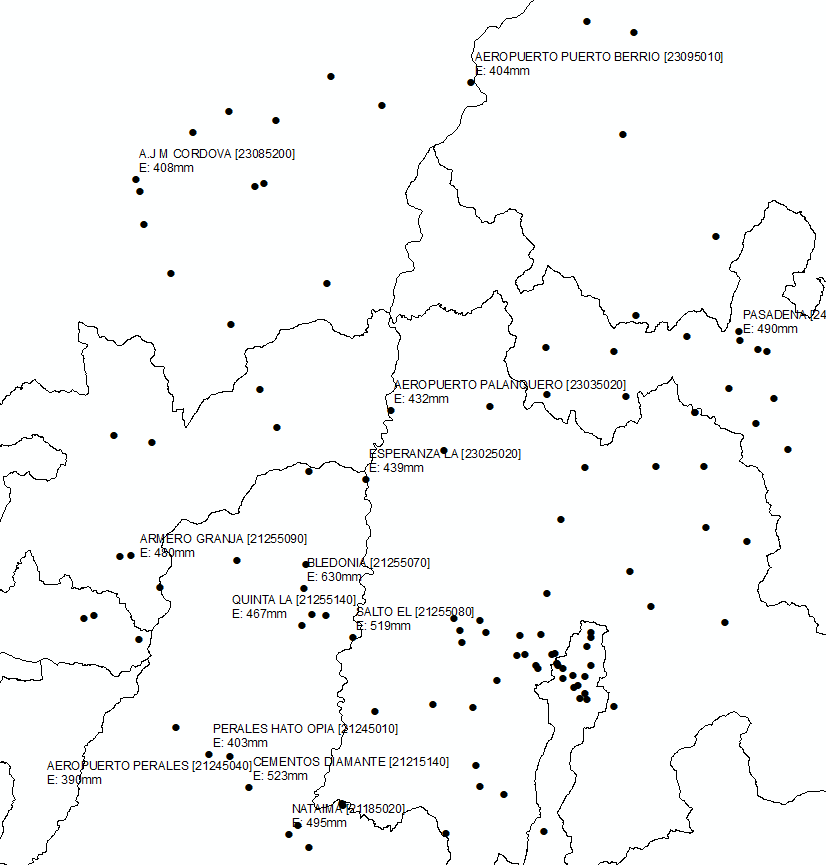 AEROPUERTO PUERTO BERRIO [23095010]
E: 404mm
A.J M CORDOVA [23085200]
E: 408mm
PASADENA [24
E: 490mm
AEROPUERTO PALANQUERO [23035020]
E: 432mm
ESPERANZA LA [23025020]
E: 439mm
ARMERO GRANJA [21255090]
E: 480mm
BLEDONIA [21255070]
E: 630mm
QUINTA LA [21255140]
E: 467mm
SALTO EL [21255080]
E: 519mm
PERALES HATO OPIA [21245010]
E: 403mm
AEROPUERTO PERALES [21245040]
E: 390mm
CEMENTOS DIAMANTE [21215140]
E: 523mm
NATAIMA [21185020]
E: 495mm